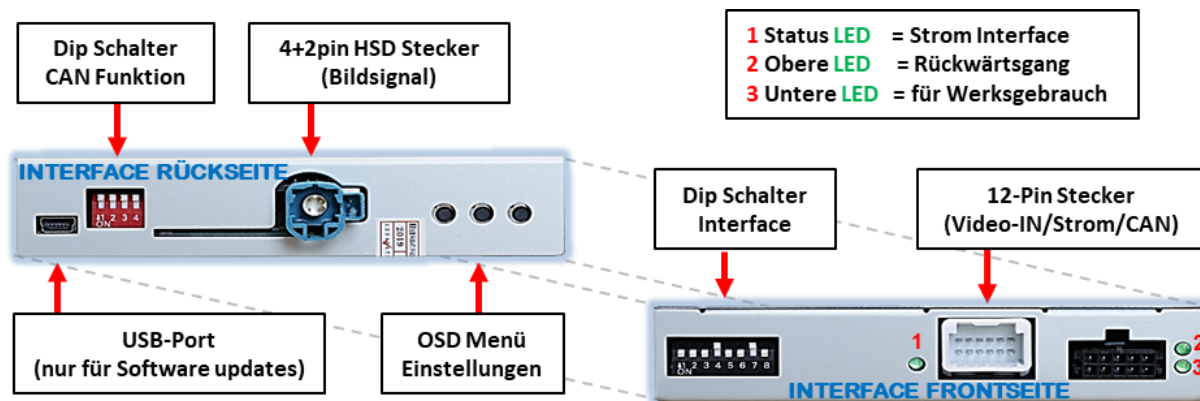 Dip Schalter
CAN Funktion
4+2pin HSD Stecker
(Bildsignal)
1 Status LED = Strom Interface
2 Obere LED = Rückwärtsgang
3 Untere LED = für Werksgebrauch
INTERFACE RÜCKSEITE
1 2 3 4
ON
2019
Dip Schalter
Interface
12-Pin Stecker
(Video-IN/Strom/CAN)
USB-Port
(nur für Software updates)
OSD Menü
Einstellungen
1 2 3 4 5 6 7 8
ON
1
2
3
INTERFACE FRONTSEITE